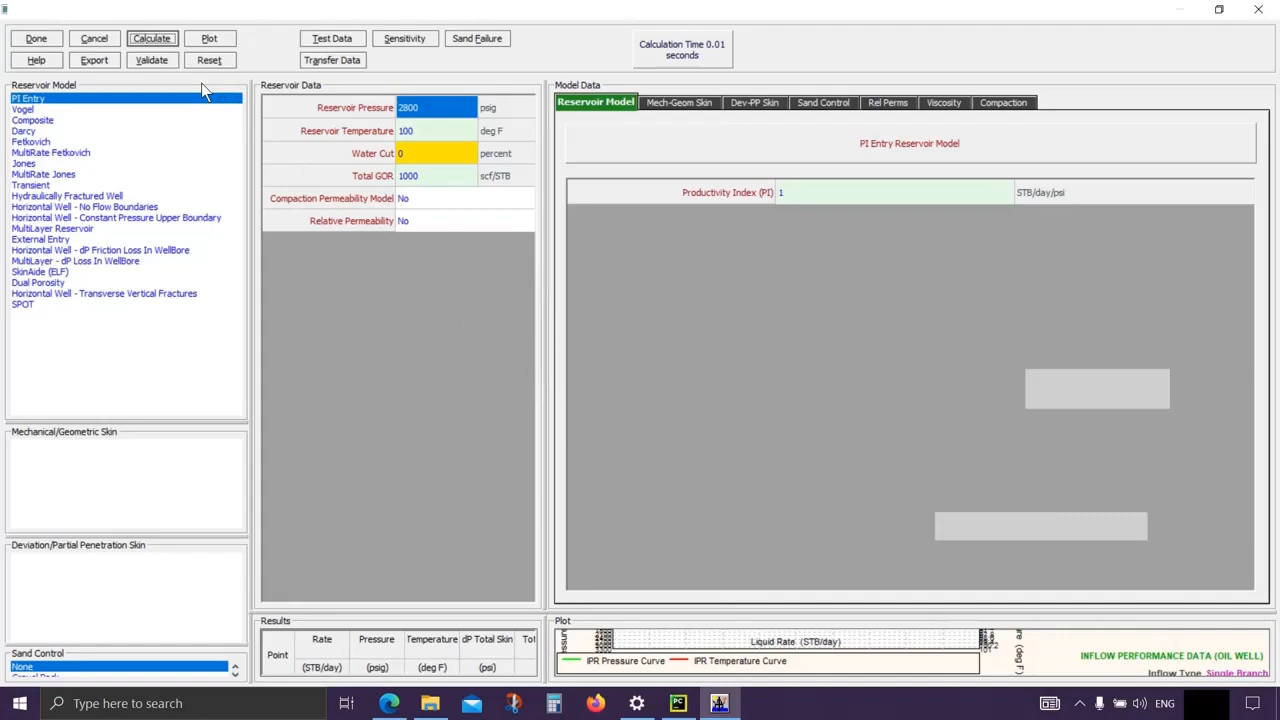 Done Cancel Calculate Plot Test Data Sensitivity Sand Failure
Calculation Time 0.01
seconds
Help Export Validate Reset Transfer Data
Reservoir Model
PI Entry
Vogel
Composite
Darcy
Fetkovich
MultiRate Fetkovich
Jones
MultiRate Jones
Transient
Hydraulically Fractured Well
Horizontal Well - No Flow Boundaries
Horizontal Well - Constant Pressure Upper Boundary
MultiLayer Reservoir
External Entry
Horizontal Well - dP Friction Loss In WellBore
MultiLayer - dP Loss In WellBore
SkinAide (ELF)
Dual Porosity
Horizontal Well - Transverse Vertical Fractures
SPOT
Mechanical/Geometric Skin
Deviation/Partial Penetration Skin
Sand Control
None
Reservoir Data
Reservoir Pressure 2800 psig
Reservoir Temperature 100 deg F
Water Cut 0 percent
Total GOR 1000 scf/STB
Compaction Permeability Model No
Relative Permeability No
Model Data
Reservoir Model Mech-Geom Skin Dev-PP Skin Sand Control Rel Perms Viscosity Compaction
PI Entry Reservoir Model
Productivity Index (PI) 1 STB/day/psi
Results
Point Rate Pressure Temperature dP Total Skin Tot
(STB/day) (psig) (deg F) (psi)
Plot
Liquid Rate (STB/day)
IPR Pressure Curve IPR Temperature Curve
INFLOW PERFORMANCE DATA (OIL WELL)
Inflow Type Single Branch
Type here to search
ENG